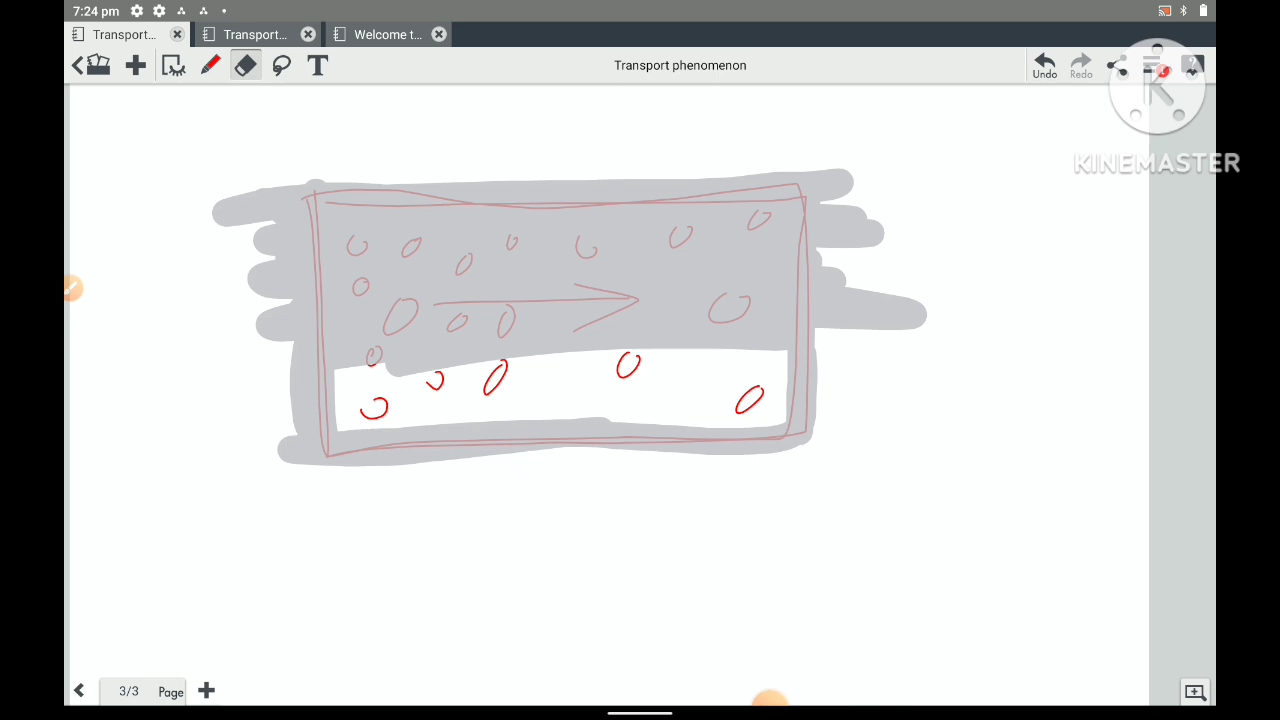 7:24 pm
Transport... Transport... Welcome t...
T Transport phenomenon Undo Redo
K
KINEMASTER
3/3 Page